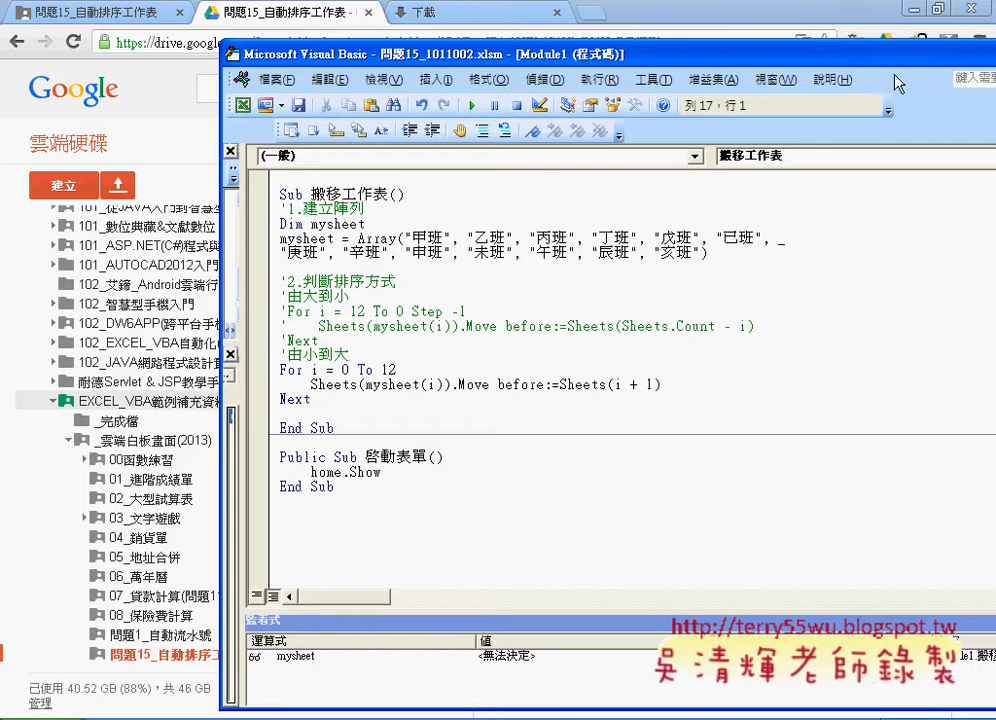 問題15_自動排序工作表
問題15_自動排序工作表 -
下載
https://drive.google
Microsoft Visual Basic - 問題15_1011002.xlsm - [Module1 (程式碼)]
檔案(F) 編輯(E) 檢視(V) 插入(I) 格式(O) 偵錯(D) 執行(R) 工具(T) 增益集(A) 視窗(W) 說明(H)
鍵入需
列 17，行 1
Google
雲端硬碟
建立
(一般)
搬移工作表
Sub 搬移工作表()
'1.建立陣列
Dim mysheet
mysheet = Array("甲班", "乙班", "丙班", "丁班", "戊班", "已班", _
"庚班", "辛班", "申班", "未班", "午班", "辰班", "亥班")
'2.判斷排序方式
'由大到小
'For i = 12 To 0 Step -1
'    Sheets(mysheet(i)).Move before:=Sheets(Sheets.Count - i)
'Next
'由小到大
For i = 0 To 12
Sheets(mysheet(i)).Move before:=Sheets(i + 1)
Next
End Sub
Public Sub 啟動表單()
home.Show
End Sub
101_從JAVA入門到智慧型
101_數位典藏&文獻數位
101_ASP.NET(C#)程式與
101_AUTOCAD2012入門
102_艾鍗_Android雲端行
102_智慧型手機入門
102_DW6APP(跨平台手機
102_EXCEL_VBA自動化
102_JAVA網路程式設計
耐德Servlet & JSP教學手
EXCEL_VBA範例補充資料
_完成檔
_雲端白板畫面(2013)
00函數練習
01_進階成績單
02_大型試算表
03_文字遊戲
04_銷貨單
05_地址合併
06_萬年曆
07_貸款計算(問題1
08_保險費計算
問題1_自動流水號
問題15_自動排序工
已使用 40.52 GB (88%)，共 46 GB
管理
監看式
運算式
值
mysheet
<無法決定>
le1.搬移
http://terry55wu.blogspot.tw
吳清輝老師錄製